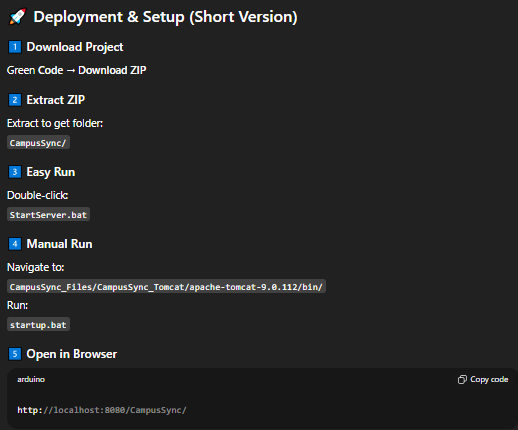 🚀 Deployment & Setup (Short Version)
1️⃣ Download Project
Green Code → Download ZIP
2️⃣ Extract ZIP
Extract to get folder:
CampusSync/
3️⃣ Easy Run
Double-click:
StartServer.bat
4️⃣ Manual Run
Navigate to:
CampusSync_Files/CampusSync_Tomcat/apache-tomcat-9.0.112/bin/
Run:
startup.bat
5️⃣ Open in Browser
arduino Copy code
http://localhost:8080/CampusSync/